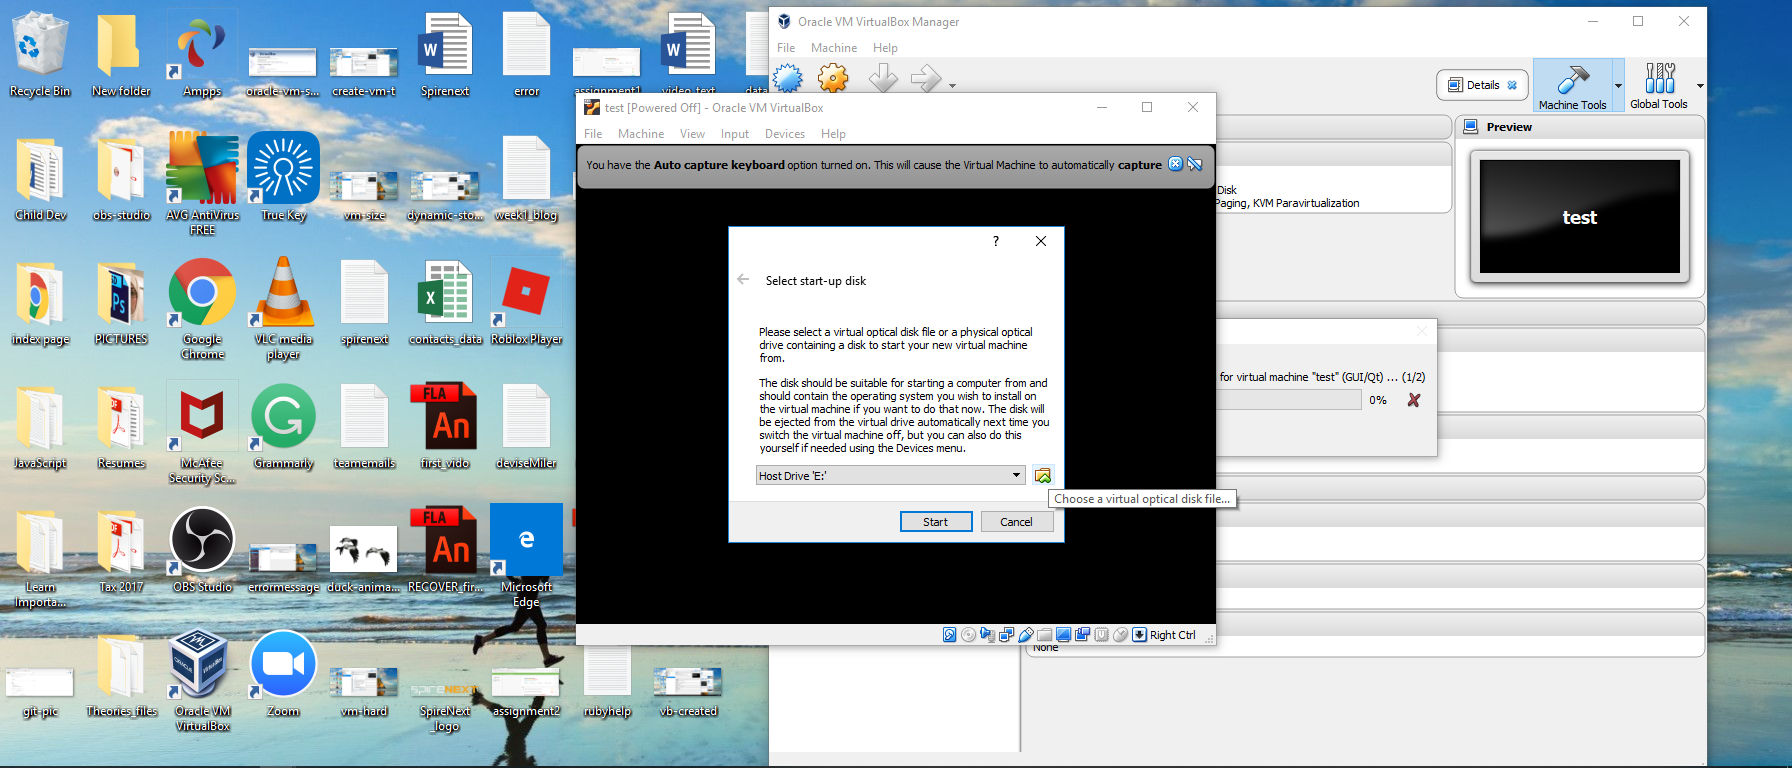 Recycle Bin
New folder
Ampps
oracle-vm-s...
create-vm-t
Spirenext
error
assignment1
video_text
data
Child Dev
obs-studio
AVG AntiVirus
FREE
True Key
vm-size
dynamic-sto...
week1_blog
index page
PICTURES
Google
Chrome
VLC media
player
spirenext
contacts_data
Roblox Player
JavaScript
Resumes
McAfee
Security Sc...
Grammarly
teamemails
first_vido
deviseMiler
Learn
Importa...
Tax 2017
OBS Studio
errormessage
duck-anima...
RECOVER_fir...
Microsoft
Edge
git-pic
Theories_files
Oracle VM
VirtualBox
Zoom
vm-hard
SpireNext
_logo
assignment2
rubyhelp
vb-created
FLA
An
FLA
An
SPIRENEXT
Oracle VM VirtualBox Manager
File Machine Help
Details
Machine Tools
Global Tools
Preview
test
Disk
Paging, KVM Paravirtualization
for virtual machine "test" (GUI/Qt) ... (1/2)
0%
None
test [Powered Off] - Oracle VM VirtualBox
File Machine View Input Devices Help
You have the Auto capture keyboard option turned on. This will cause the Virtual Machine to automatically capture
?
Select start-up disk
Please select a virtual optical disk file or a physical optical
drive containing a disk to start your new virtual machine
from.
The disk should be suitable for starting a computer from and
should contain the operating system you wish to install on
the virtual machine if you want to do that now. The disk will
be ejected from the virtual drive automatically next time you
switch the virtual machine off, but you can also do this
yourself if needed using the Devices menu.
Host Drive 'E:'
Choose a virtual optical disk file...
Start
Cancel
Right Ctrl